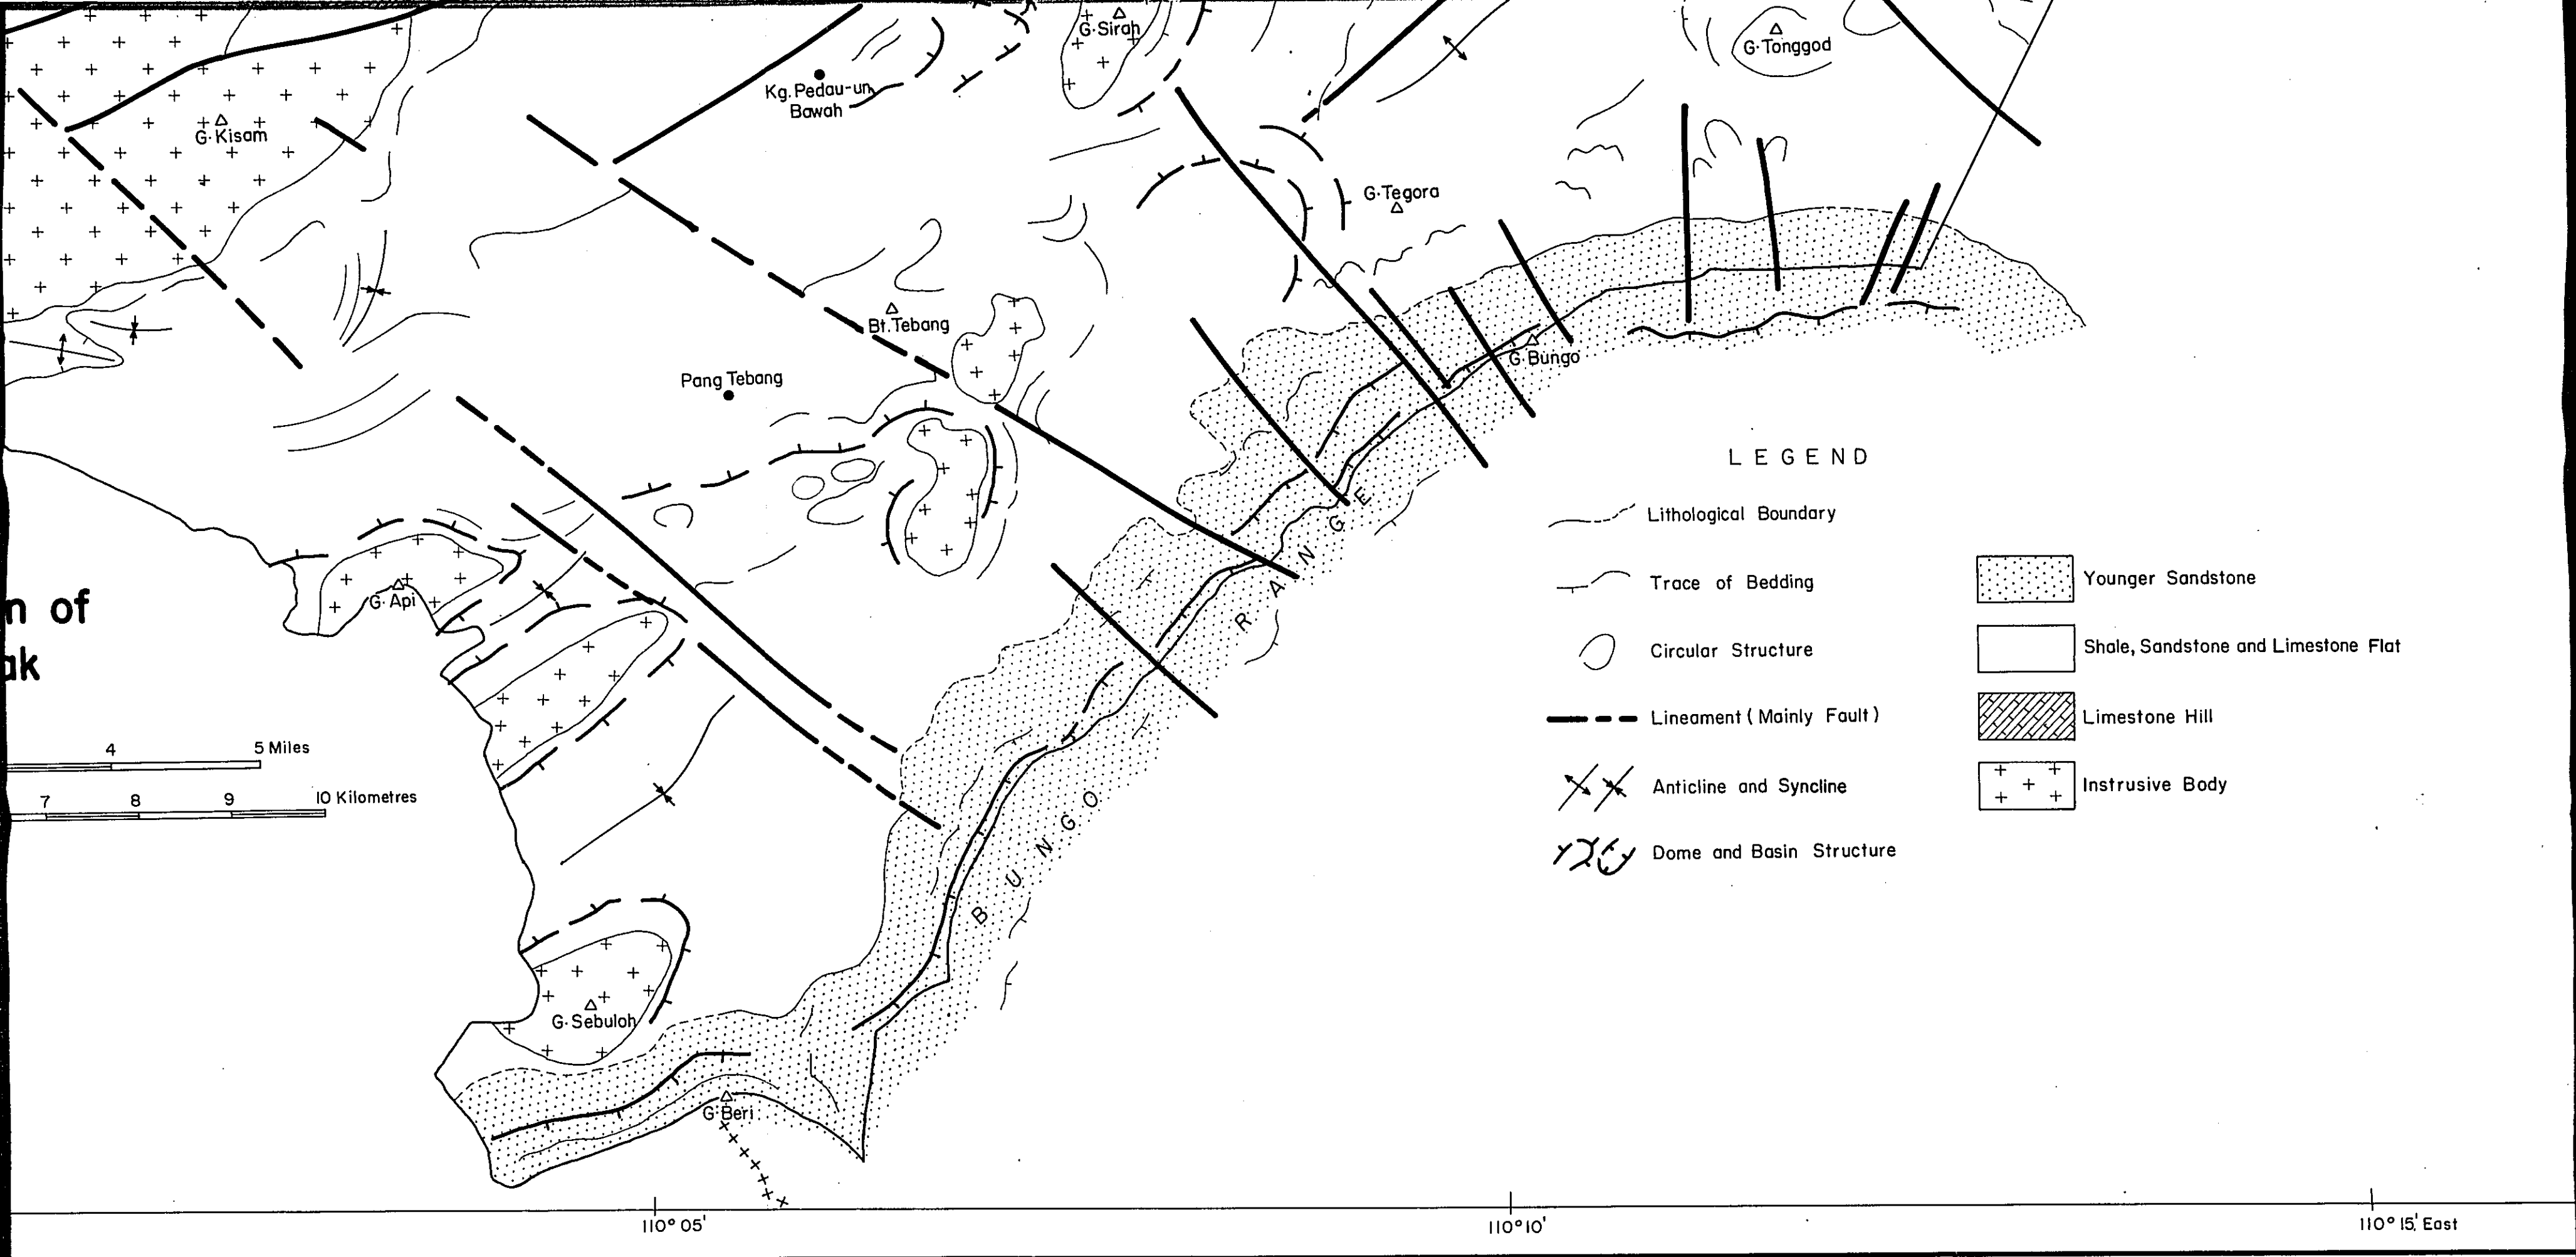 G. Sirah
G. Tonggod
Kg. Pedau-un
Bawah
G. Kisam
G. Tegora
Bt. Tebang
G. Bungo
Pang Tebang
BUNGO RANGE
n of
ak
G. Api
4 5 Miles
7 8 9 10 Kilometres
G. Sebuloh
G. Beri
LEGEND
Lithological Boundary
Trace of Bedding
Circular Structure
Lineament (Mainly Fault)
Anticline and Syncline
Dome and Basin Structure
Younger Sandstone
Shale, Sandstone and Limestone Flat
Limestone Hill
Instrusive Body
110° 05'
110° 10'
110° 15' East